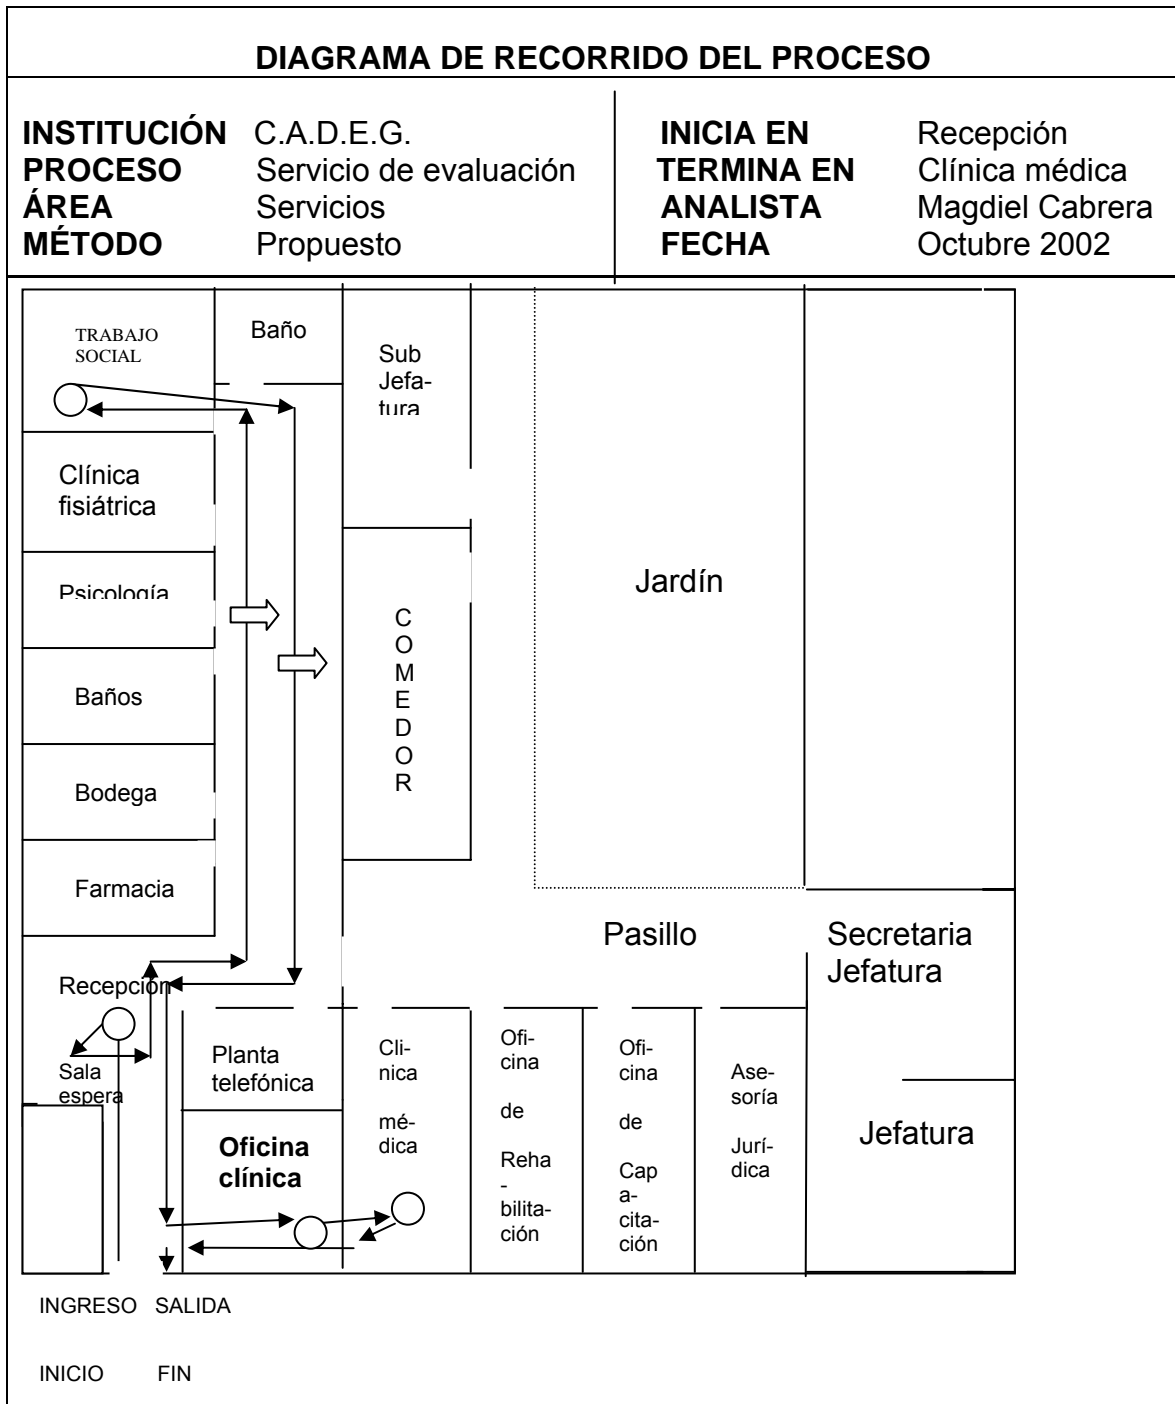 DIAGRAMA DE RECORRIDO DEL PROCESO
INSTITUCIÓN C.A.D.E.G.
PROCESO Servicio de evaluación
ÁREA Servicios
MÉTODO Propuesto
INICIA EN Recepción
TERMINA EN Clínica médica
ANALISTA Magdiel Cabrera
FECHA Octubre 2002
TRABAJO
SOCIAL
Baño
Sub
Jefa-
tura
Clínica
fisiátrica
Psicología
Baños
Bodega
Farmacia
C
O
M
E
D
O
R
Jardín
Pasillo
Secretaria
Jefatura
Jefatura
Recepción
Sala
espera
Planta
telefónica
Oficina
clínica
Cli-
nica
mé-
dica
Ofi-
cina
de
Reha
-
bilita-
ción
Ofi-
cina
de
Cap
a-
cita-
ción
Ase-
soría
Jurí-
dica
INGRESO SALIDA
INICIO FIN